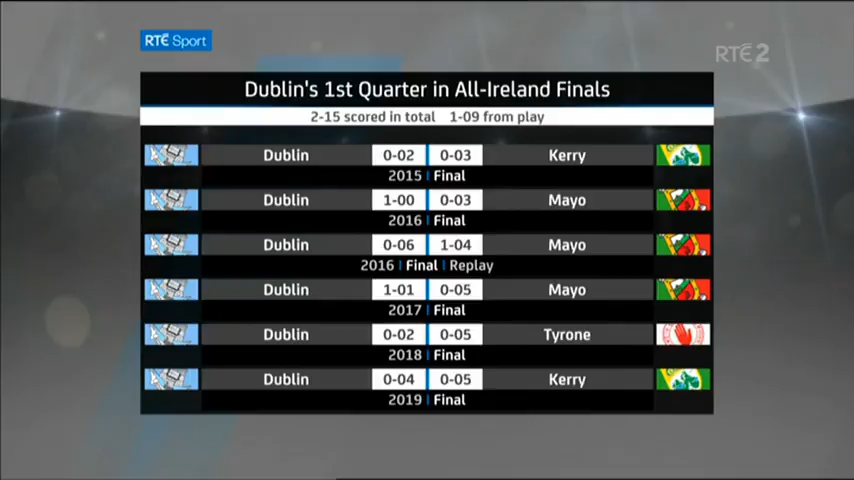 RTÉ Sport
RTÉ 2
Dublin's 1st Quarter in All-Ireland Finals
2-15 scored in total 1-09 from play
Dublin 0-02 0-03 Kerry
2015 | Final
Dublin 1-00 0-03 Mayo
2016 | Final
Dublin 0-06 1-04 Mayo
2016 | Final | Replay
Dublin 1-01 0-05 Mayo
2017 | Final
Dublin 0-02 0-05 Tyrone
2018 | Final
Dublin 0-04 0-05 Kerry
2019 | Final